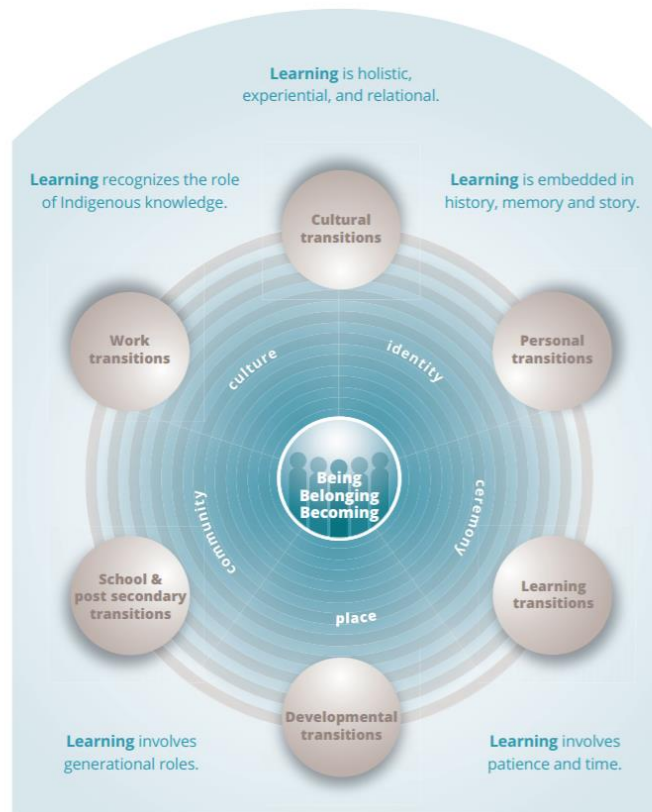 Learning is holistic,
experiential, and relational.
Learning recognizes the role
of Indigenous knowledge.
Learning is embedded in
history, memory and story.
Cultural
transitions
Work
transitions
Personal
transitions
culture
identity
Being
Belonging
Becoming
community
ceremony
School &
post secondary
transitions
Learning
transitions
place
Developmental
transitions
Learning involves
generational roles.
Learning involves
patience and time.